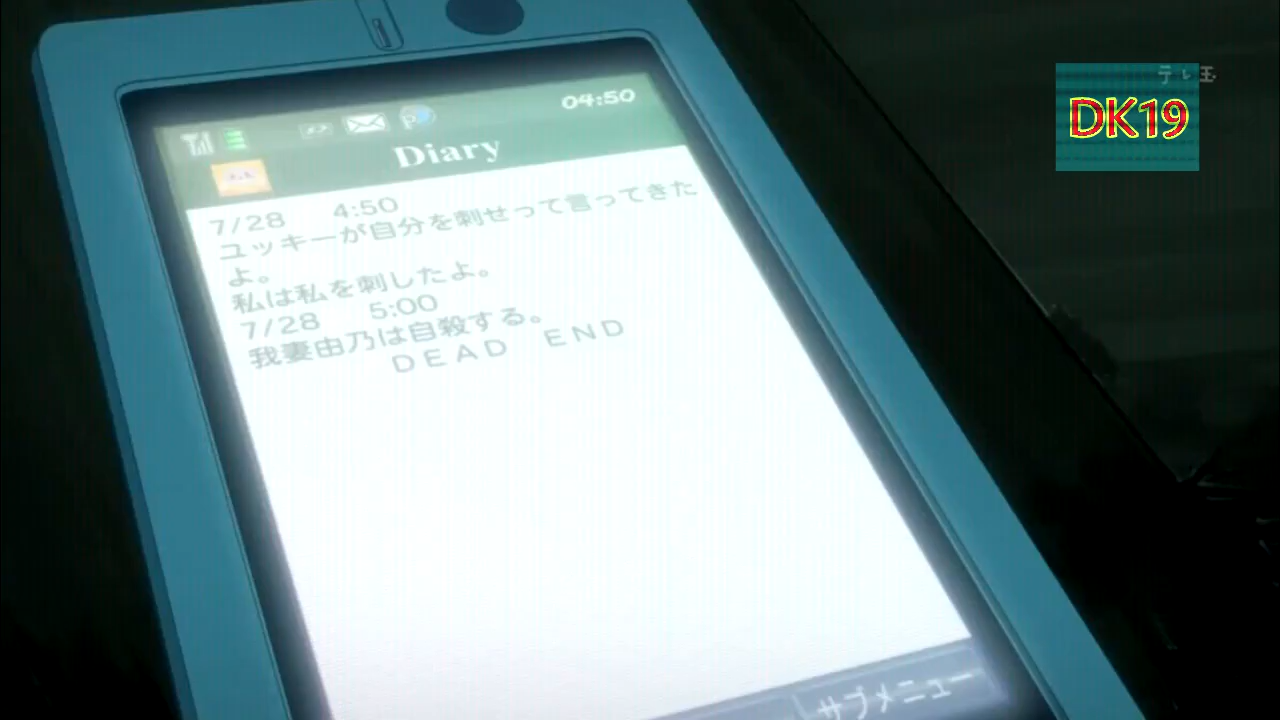 テレ玉
DK19
04:50
Diary
7/28 4:50
ユッキーが自分を刺せって言ってきた
よ。
私は私を刺したよ。
7/28 5:00
我妻由乃は自殺する。
DEAD END
サブメニュー